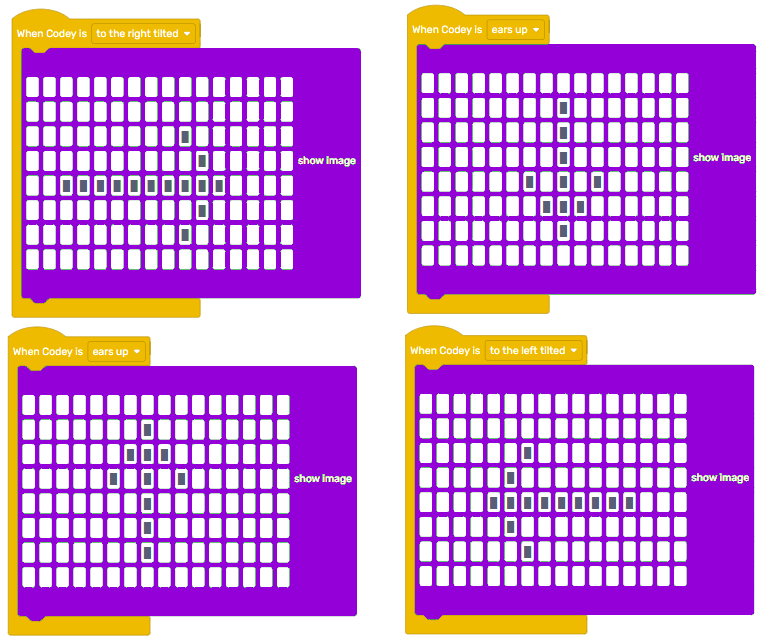 When Codey is to the right tilted
show image
When Codey is ears up
show image
When Codey is ears up
show image
When Codey is to the left tilted
show image